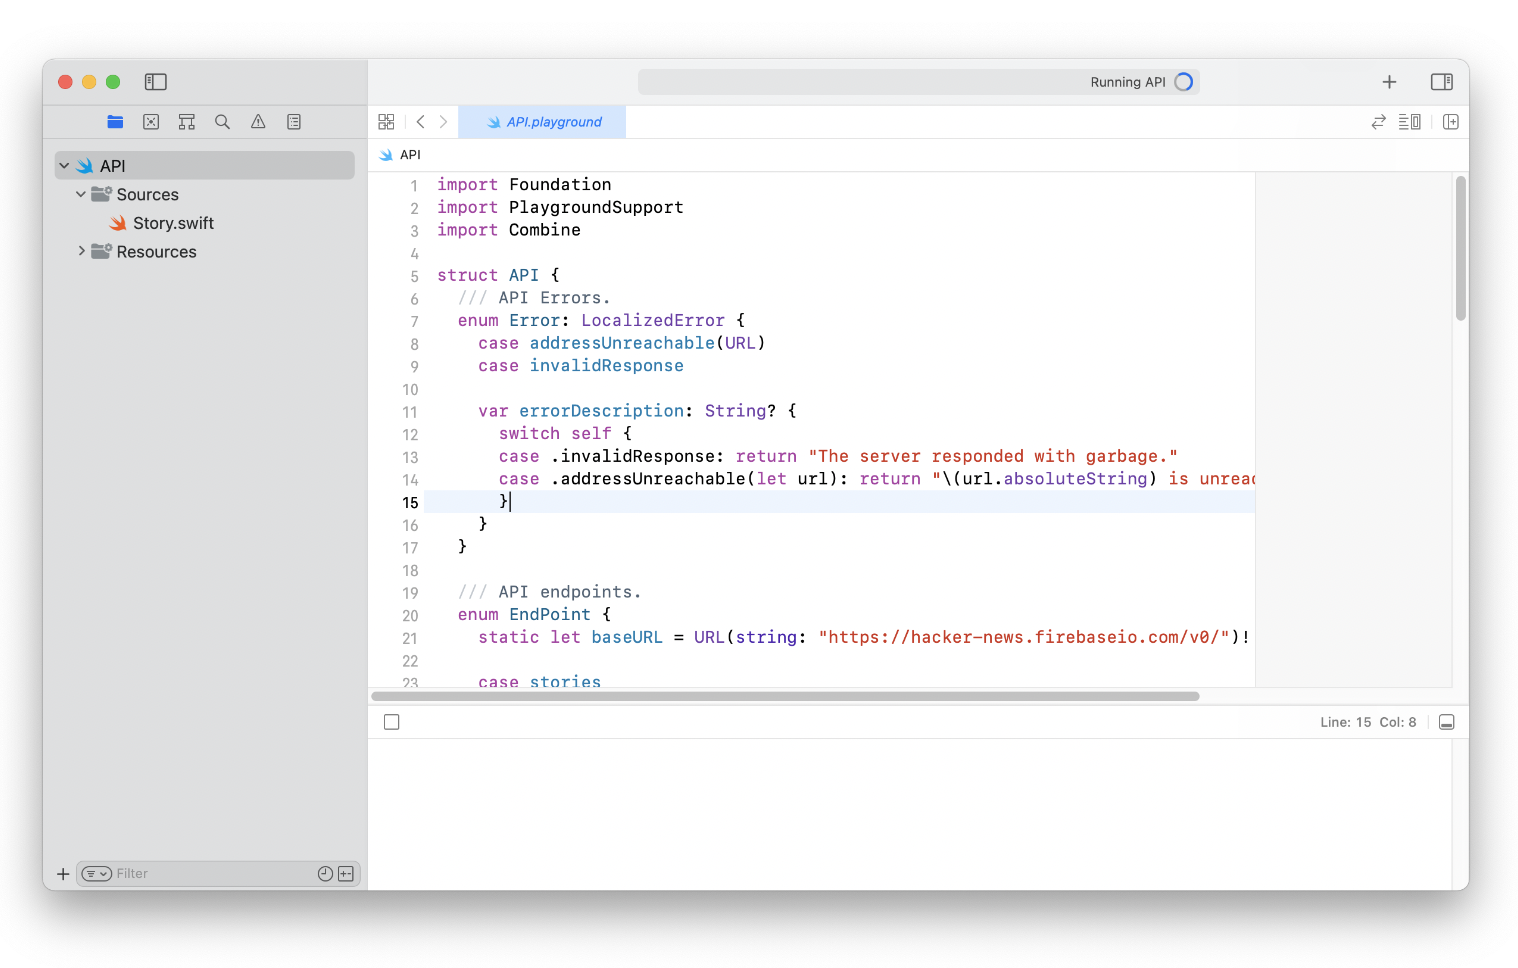 Running API
API.playground
API
API
Sources
Story.swift
Resources
1 import Foundation
2 import PlaygroundSupport
3 import Combine
4
5 struct API {
6 /// API Errors.
7 enum Error: LocalizedError {
8 case addressUnreachable(URL)
9 case invalidResponse
10
11 var errorDescription: String? {
12 switch self {
13 case .invalidResponse: return "The server responded with garbage."
14 case .addressUnreachable(let url): return "\(url.absoluteString) is unreac
15 }
16 }
17 }
18
19 /// API endpoints.
20 enum EndPoint {
21 static let baseURL = URL(string: "https://hacker-news.firebaseio.com/v0/")!
22
23 case stories
Line: 15 Col: 8
Filter